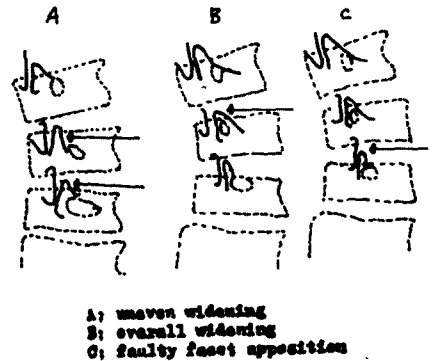 A B C
A; uneven widening
B; overall widening
C; faulty facet apposition